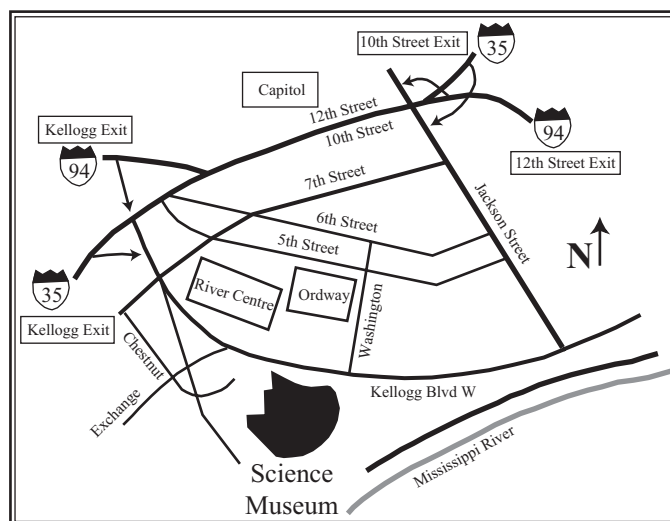 10th Street Exit
35
Capitol
12th Street
10th Street
Kellogg Exit
94
94
12th Street Exit
7th Street
6th Street
5th Street
Jackson Street
N
River Centre
Ordway
Washington
35
Kellogg Exit
Chestnut
Exchange
Kellogg Blvd W
Mississippi River
Science
Museum